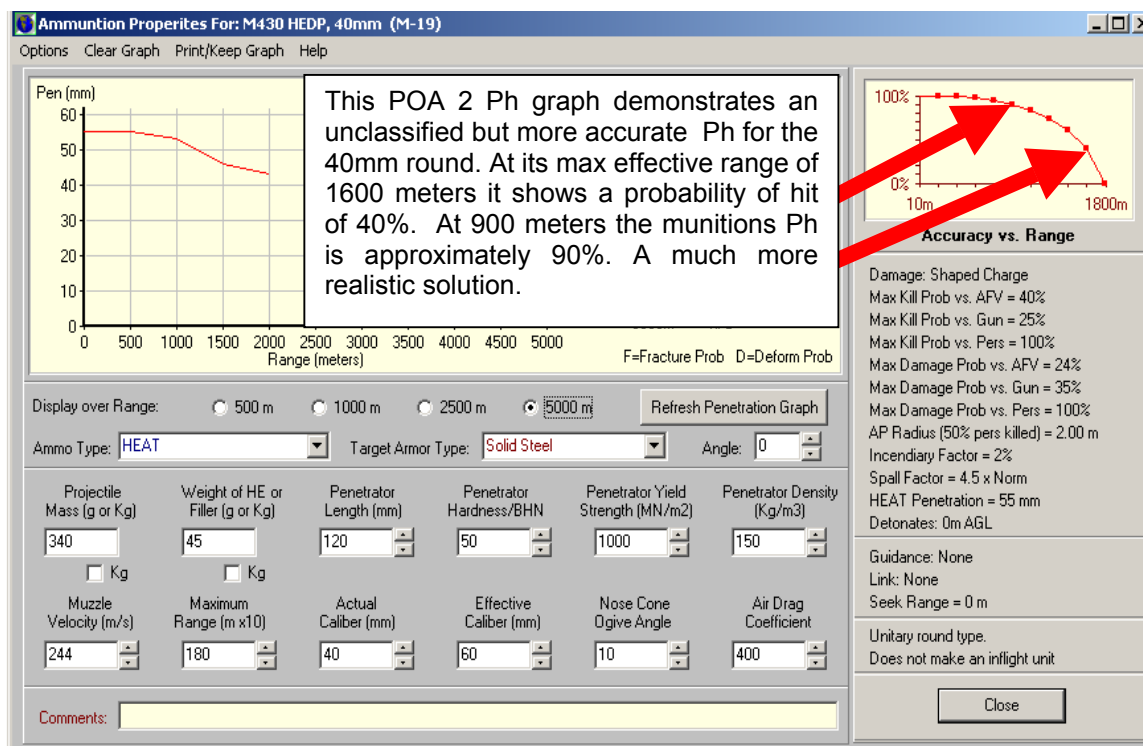 Ammuntion Properites For: M430 HEDP, 40mm (M-19)
Options Clear Graph Print/Keep Graph Help
Pen (mm)
60
50
40
30
20
10
0
0 500 1000 1500 2000 2500 3000 3500 4000 4500 5000
Range (meters)
F=Fracture Prob D=Deform Prob
This POA 2 Ph graph demonstrates an
unclassified but more accurate Ph for the
40mm round. At its max effective range of
1600 meters it shows a probability of hit
of 40%. At 900 meters the munitions Ph
is approximately 90%. A much more
realistic solution.
100%
0%
10m 1800m
Accuracy vs. Range
Damage: Shaped Charge
Max Kill Prob vs. AFV = 40%
Max Kill Prob vs. Gun = 25%
Max Kill Prob vs. Pers = 100%
Max Damage Prob vs. AFV = 24%
Max Damage Prob vs. Gun = 35%
Max Damage Prob vs. Pers = 100%
AP Radius (50% pers killed) = 2.00 m
Incendiary Factor = 2%
Spall Factor = 4.5 x Norm
HEAT Penetration = 55 mm
Detonates: 0m AGL
Guidance: None
Link: None
Seek Range = 0 m
Unitary round type.
Does not make an inflight unit
Close
Display over Range: 500 m 1000 m 2500 m 5000 m Refresh Penetration Graph
Ammo Type: HEAT Target Armor Type: Solid Steel Angle: 0
Projectile Mass (g or Kg)
340
Kg
Weight of HE or Filler (g or Kg)
45
Kg
Penetrator Length (mm)
120
Penetrator Hardness/BHN
50
Penetrator Yield Strength (MN/m2)
1000
Penetrator Density (Kg/m3)
150
Muzzle Velocity (m/s)
244
Maximum Range (m x10)
180
Actual Caliber (mm)
40
Effective Caliber (mm)
60
Nose Cone Ogive Angle
10
Air Drag Coefficient
400
Comments: